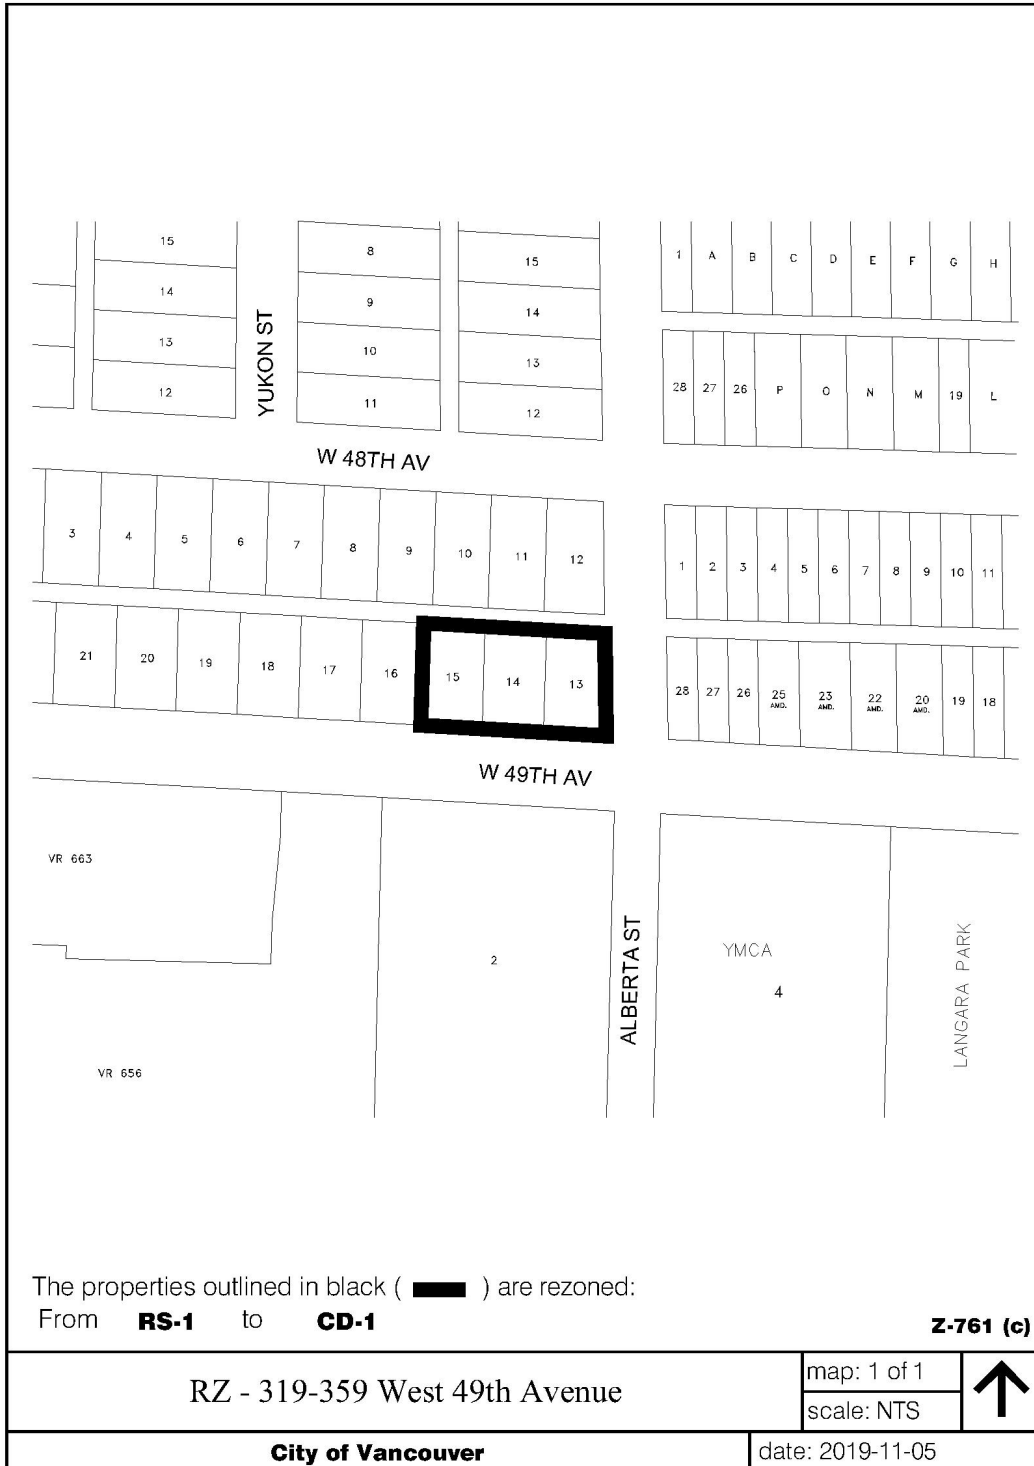 15
14
13
12
YUKON ST
8
9
10
11
15
14
13
12
1 A B C D E F G H
28 27 26 P O N M 19 L
W 48TH AV
3 4 5 6 7 8 9 10 11 12
1 2 3 4 5 6 7 8 9 10 11
21 20 19 18 17 16 15 14 13
28 27 26 25 AMD. 23 AMD. 22 AMD. 20 AMD. 19 18
W 49TH AV
VR 663
VR 656
2
ALBERTA ST
YMCA
4
LANGARA PARK
The properties outlined in black ( ) are rezoned:
From RS-1 to CD-1
Z-761 (c)
RZ - 319-359 West 49th Avenue
map: 1 of 1
scale: NTS
City of Vancouver
date: 2019-11-05